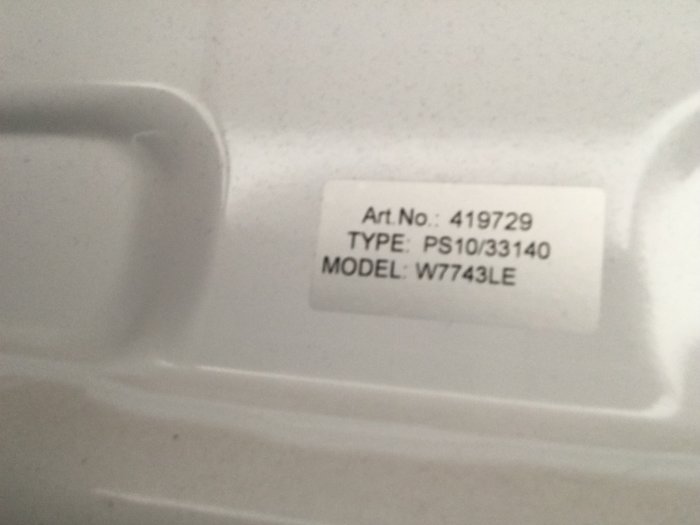 Art.No.: 419729
TYPE: PS10/33140
MODEL: W7743LE